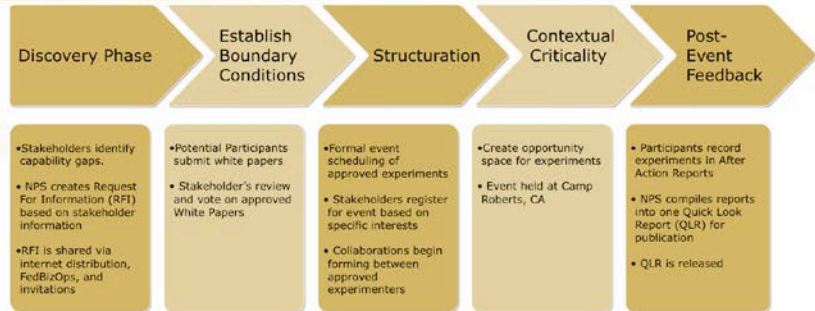 Discovery Phase
Establish
Boundary
Conditions
Structuration
Contextual
Criticality
Post-
Event
Feedback
•Stakeholders identify
capability gaps.
• NPS creates Request
For Information (RFI)
based on stakeholder
information
•RFI is shared via
internet distribution,
FedBizOps, and
invitations
•Potential Participants
submit white papers
• Stakeholder's review
and vote on approved
White Papers
•Formal event
scheduling of
approved experiments
• Stakeholders register
for event based on
specific interests
• Collaborations begin
forming between
approved
experimenters
•Create opportunity
space for experiments
• Event held at Camp
Roberts, CA
• Participants record
experiments in After
Action Reports
• NPS compiles reports
into one Quick Look
Report (QLR) for
publication
• QLR is released